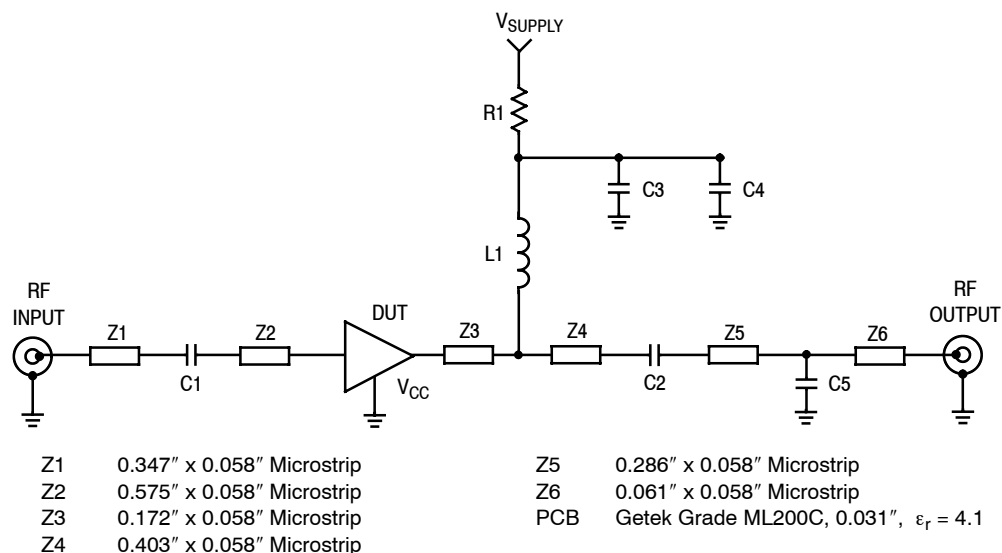 V_SUPPLY
R1
C3
C4
L1
RF
INPUT
RF
OUTPUT
DUT
Z1
Z2
Z3
Z4
Z5
Z6
C1
V_CC
C2
C5
Z1 0.347″ x 0.058″ Microstrip
Z2 0.575″ x 0.058″ Microstrip
Z3 0.172″ x 0.058″ Microstrip
Z4 0.403″ x 0.058″ Microstrip
Z5 0.286″ x 0.058″ Microstrip
Z6 0.061″ x 0.058″ Microstrip
PCB Getek Grade ML200C, 0.031″, ε_r = 4.1